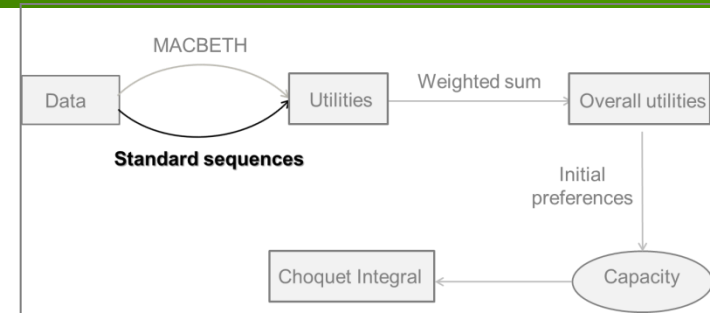 MACBETH
Data
Utilities
Weighted sum
Overall utilities
Standard sequences
Initial
preferences
Choquet Integral
Capacity